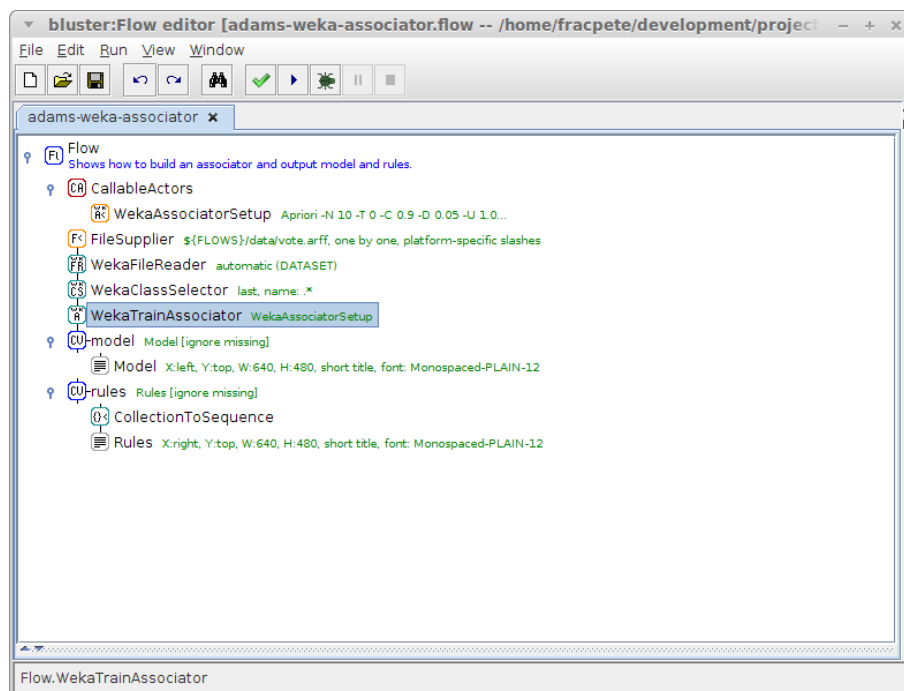 bluster:Flow editor [adams-weka-associator.flow -- /home/fracpete/development/project
File Edit Run View Window
adams-weka-associator
Flow
Shows how to build an associator and output model and rules.
CallableActors
WekaAssociatorSetup Apriori -N 10 -T 0 -C 0.9 -D 0.05 -U 1.0...
FileSupplier ${FLOWS}/data/vote.arff, one by one, platform-specific slashes
WekaFileReader automatic (DATASET)
WekaClassSelector last, name: .*
WekaTrainAssociator WekaAssociatorSetup
-model Model [ignore missing]
Model X:left, Y:top, W:640, H:480, short title, font: Monospaced-PLAIN-12
-rules Rules [ignore missing]
CollectionToSequence
Rules X:right, Y:top, W:640, H:480, short title, font: Monospaced-PLAIN-12
Flow.WekaTrainAssociator